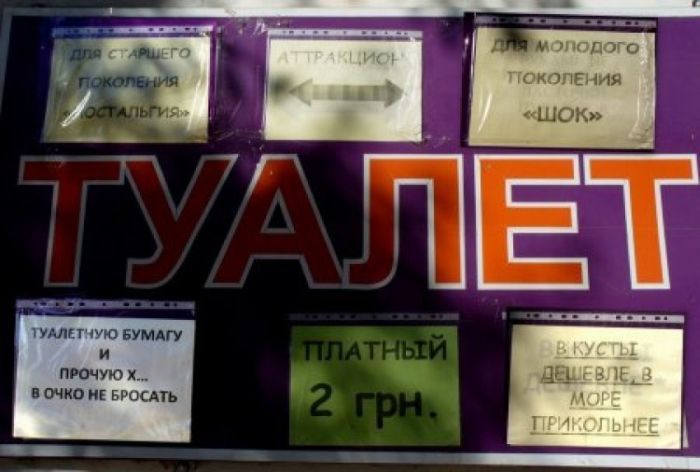 ДЛЯ СТАРШЕГО
ПОКОЛЕНИЯ
«НОСТАЛЬГИЯ»
АТТРАКЦИОН
ДЛЯ МОЛОДОГО
ПОКОЛЕНИЯ
«ШОК»
ТУАЛЕТ
ТУАЛЕТНУЮ БУМАГУ
И
ПРОЧУЮ Х...
В ОЧКО НЕ БРОСАТЬ
ПЛАТНЫЙ
2 грн.
В КУСТЫ
ДЕШЕВЛЕ, В
МОРЕ
ПРИКОЛЬНЕЕ